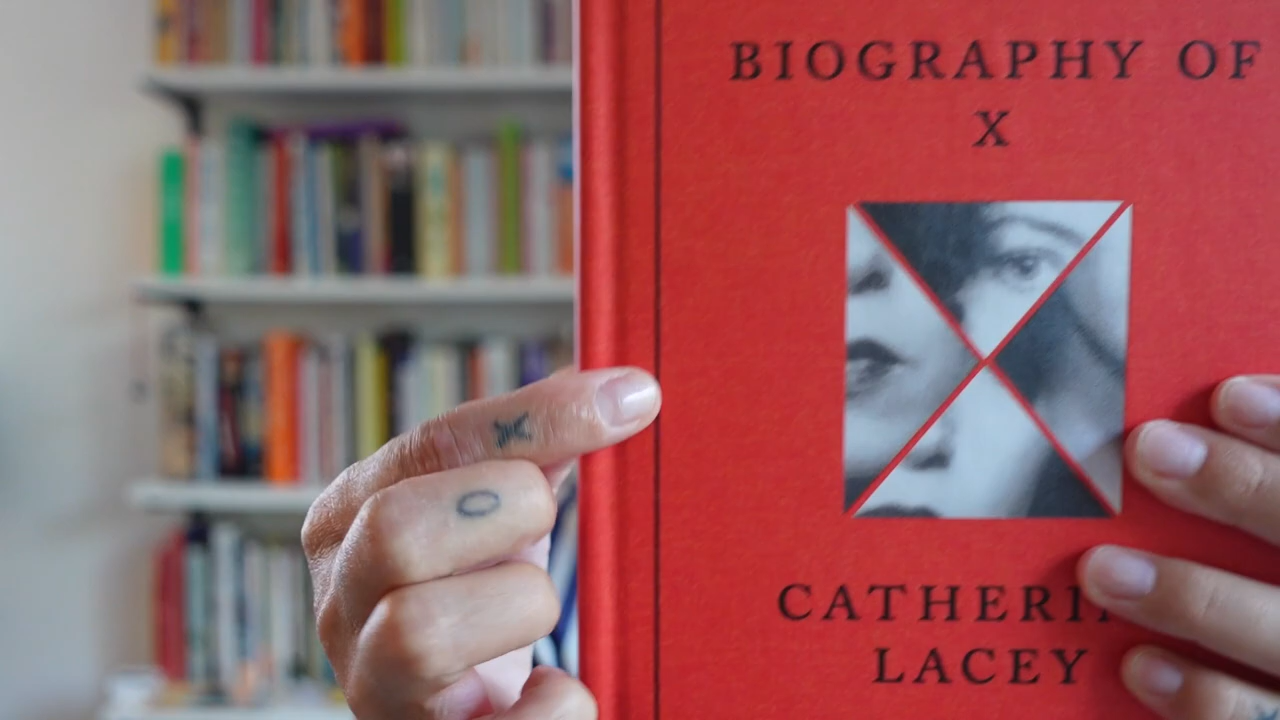 BIOGRAPHY OF
X
CATHERI
LACEY
X
O